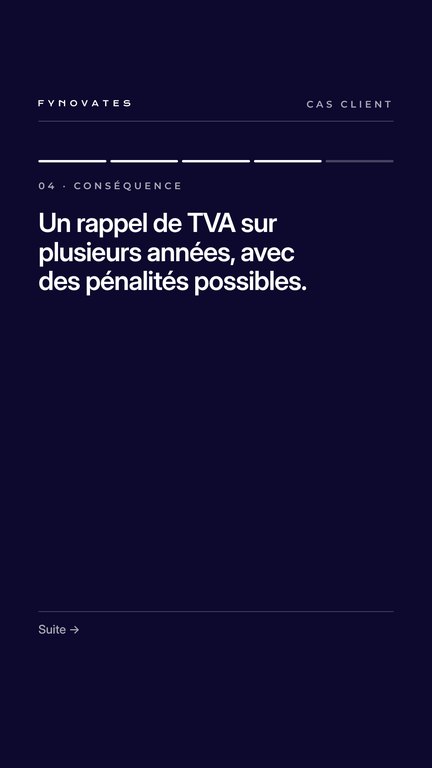 FYNOVATES
CAS CLIENT
04 · CONSÉQUENCE
Un rappel de TVA sur
plusieurs années, avec
des pénalités possibles.
Suite →